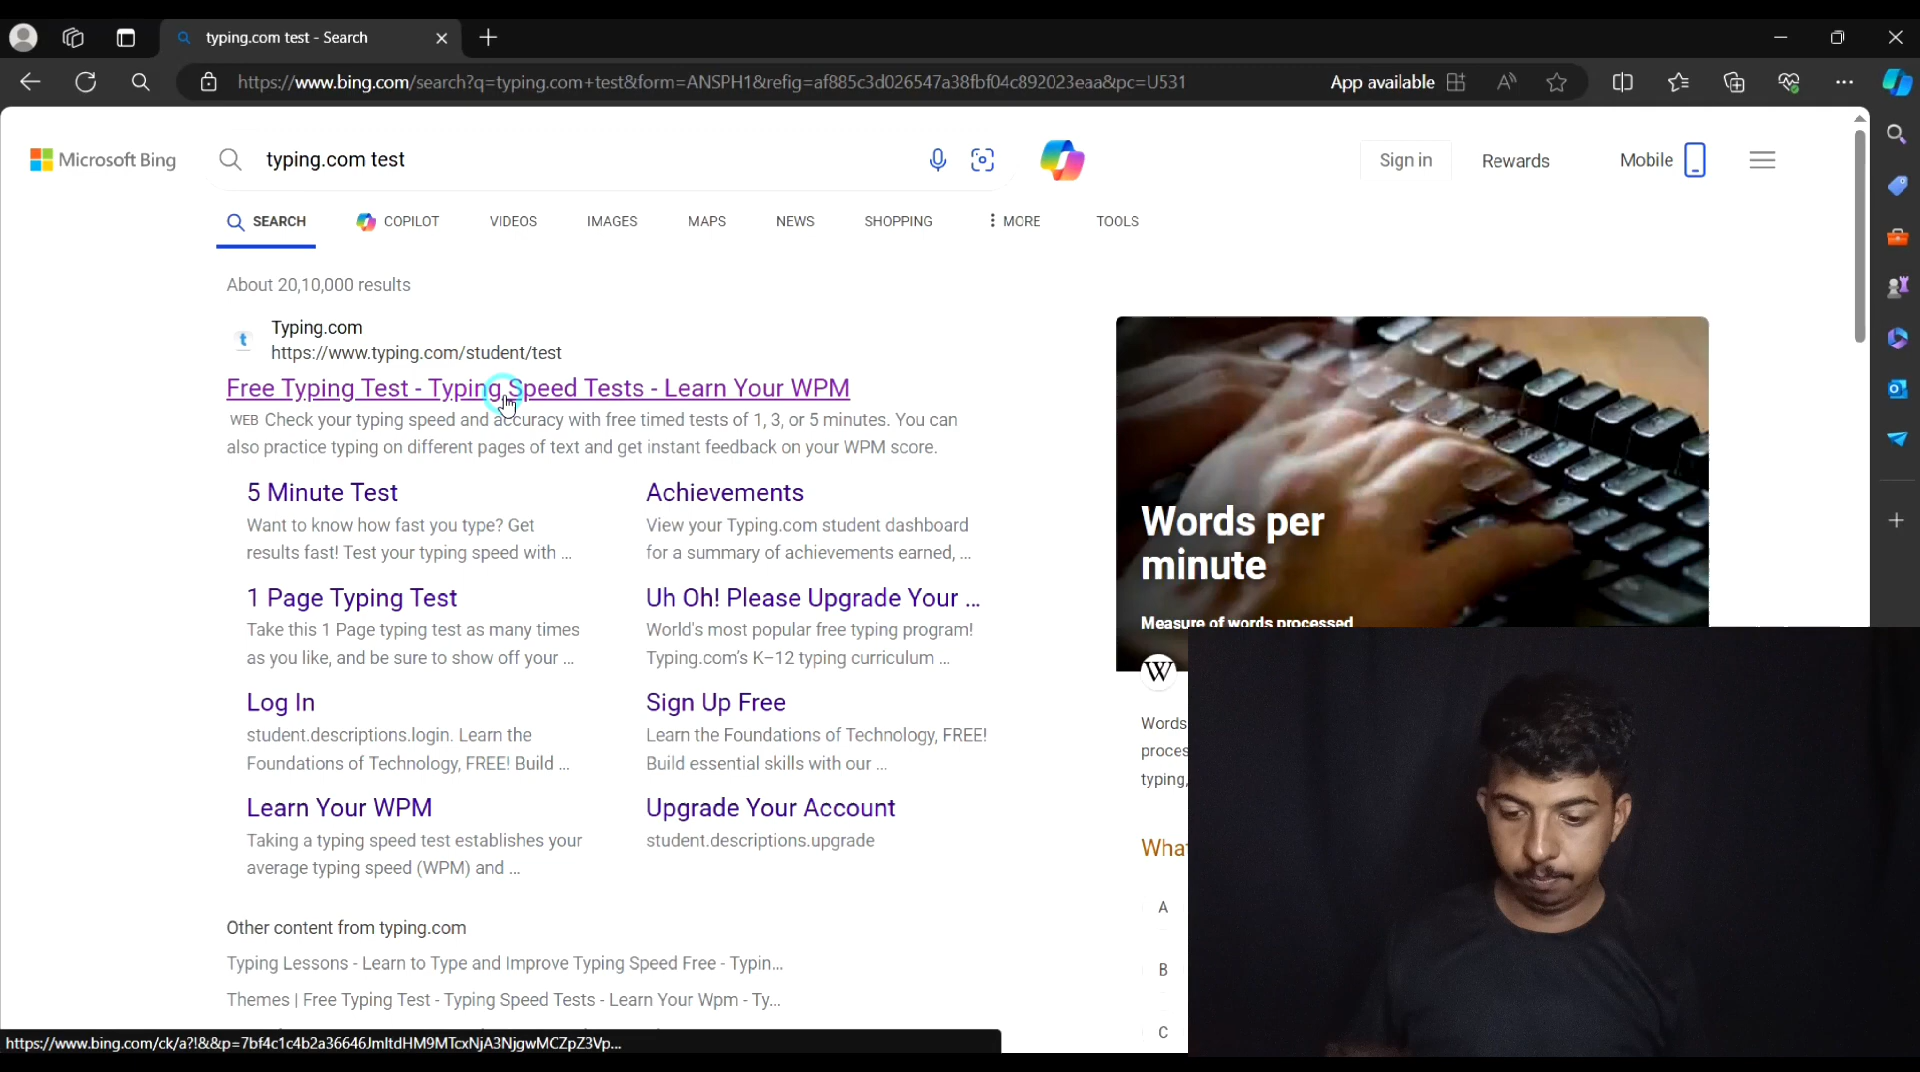 typing.com test - Search
https://www.bing.com/search?q=typing.com+test&form=ANSPH1&refig=af885c3d026547a38fbf04c892023eaa&pc=U531
App available
Microsoft Bing
typing.com test
Sign in
Rewards
Mobile
SEARCH
COPILOT
VIDEOS
IMAGES
MAPS
NEWS
SHOPPING
MORE
TOOLS
About 20,10,000 results
Typing.com
https://www.typing.com/student/test
Free Typing Test - Typing Speed Tests - Learn Your WPM
WEB Check your typing speed and accuracy with free timed tests of 1, 3, or 5 minutes. You can
also practice typing on different pages of text and get instant feedback on your WPM score.
5 Minute Test
Want to know how fast you type? Get
results fast! Test your typing speed with ...
Achievements
View your Typing.com student dashboard
for a summary of achievements earned, ...
1 Page Typing Test
Take this 1 Page typing test as many times
as you like, and be sure to show off your ...
Uh Oh! Please Upgrade Your ...
World's most popular free typing program!
Typing.com's K–12 typing curriculum ...
Log In
student.descriptions.login. Learn the
Foundations of Technology, FREE! Build ...
Sign Up Free
Learn the Foundations of Technology, FREE!
Build essential skills with our ...
Learn Your WPM
Taking a typing speed test establishes your
average typing speed (WPM) and ...
Upgrade Your Account
student.descriptions.upgrade
Other content from typing.com
Typing Lessons - Learn to Type and Improve Typing Speed Free - Typin...
Themes | Free Typing Test - Typing Speed Tests - Learn Your Wpm - Ty...
https://www.bing.com/ck/a?!&&p=7bf4c1c4b2a36646JmltdHM9MTcxNjA3NjgwMCZpZ3Vp...
Words per
minute
Measure of words processed
W
Words
proces
typing,
What
A
B
C